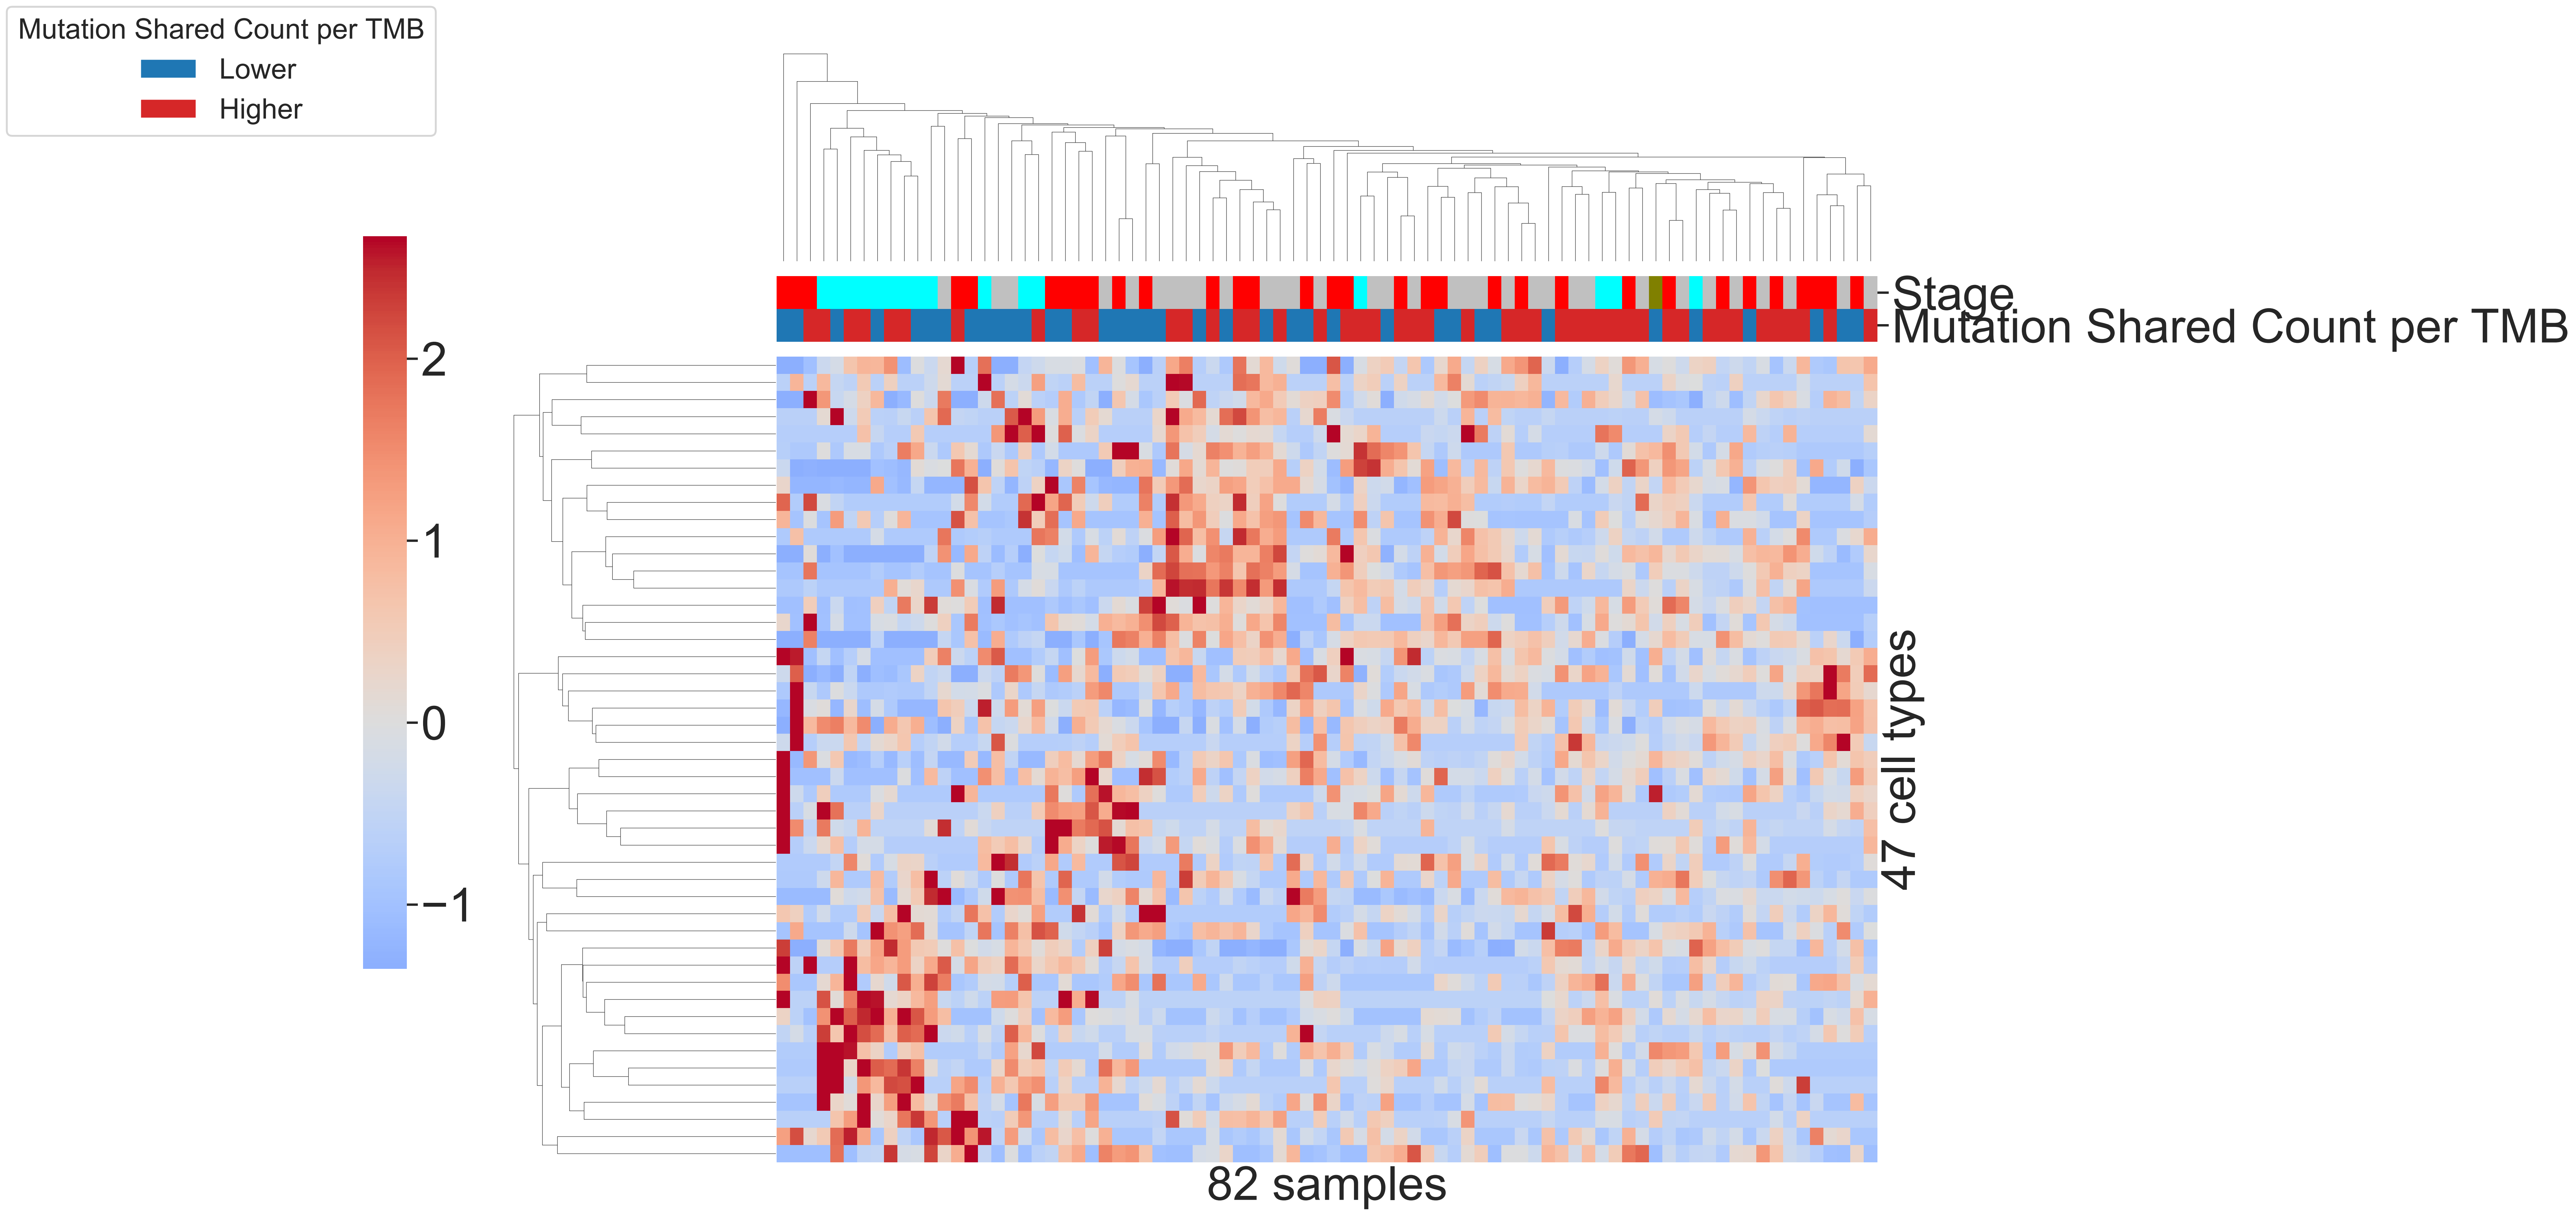 Mutation Shared Count per TMB
Lower
Higher
Stage
Mutation Shared Count per TMB
2
1
0
−1
47 cell types
82 samples